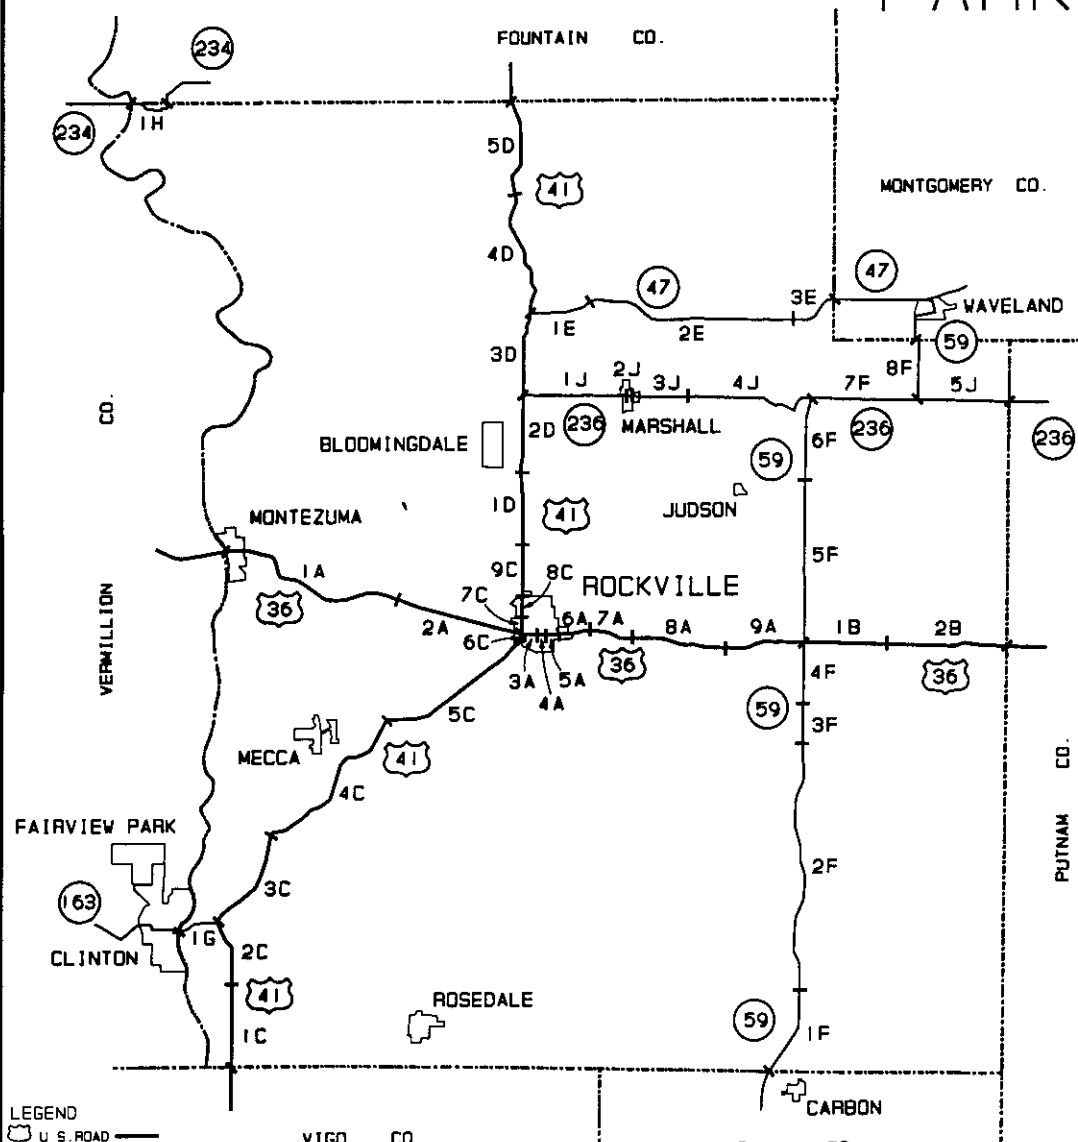 PARK
FOUNTAIN CO.
234
234
1H
5D
41
MONTGOMERY CO.
4D
47
47
3E
WAVELAND
1E
2E
59
3D
8F
1J
2J
3J
4J
7F
5J
CO.
236
MARSHALL
236
236
2D
6F
BLOOMINGDALE
59
1D
41
JUDSON
MONTEZUMA
5F
1A
9C
8C
ROCKVILLE
36
7C
6A
7A
VERMILLION
2A
6C
8A
9A
1B
2B
3A
4A
5A
36
36
4F
5C
59
3F
MECCA
41
CO.
4C
FAIRVIEW PARK
PUTNAM
3C
2F
163
1G
2C
CLINTON
41
ROSEDALE
59
1C
1F
CARBON
LEGEND
U S.ROAD
VIGO CO